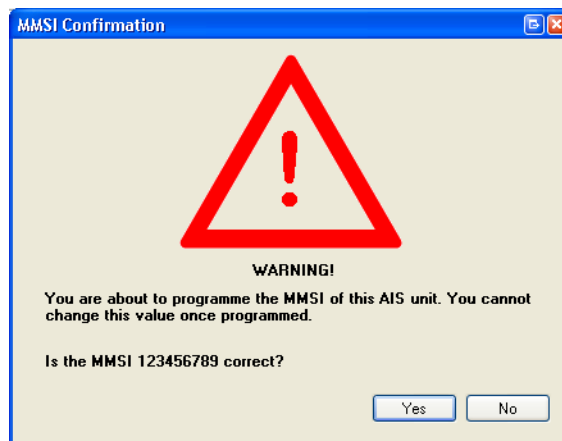 MMSI Confirmation
WARNING!
You are about to programme the MMSI of this AIS unit. You cannot
change this value once programmed.
Is the MMSI 123456789 correct?
Yes No